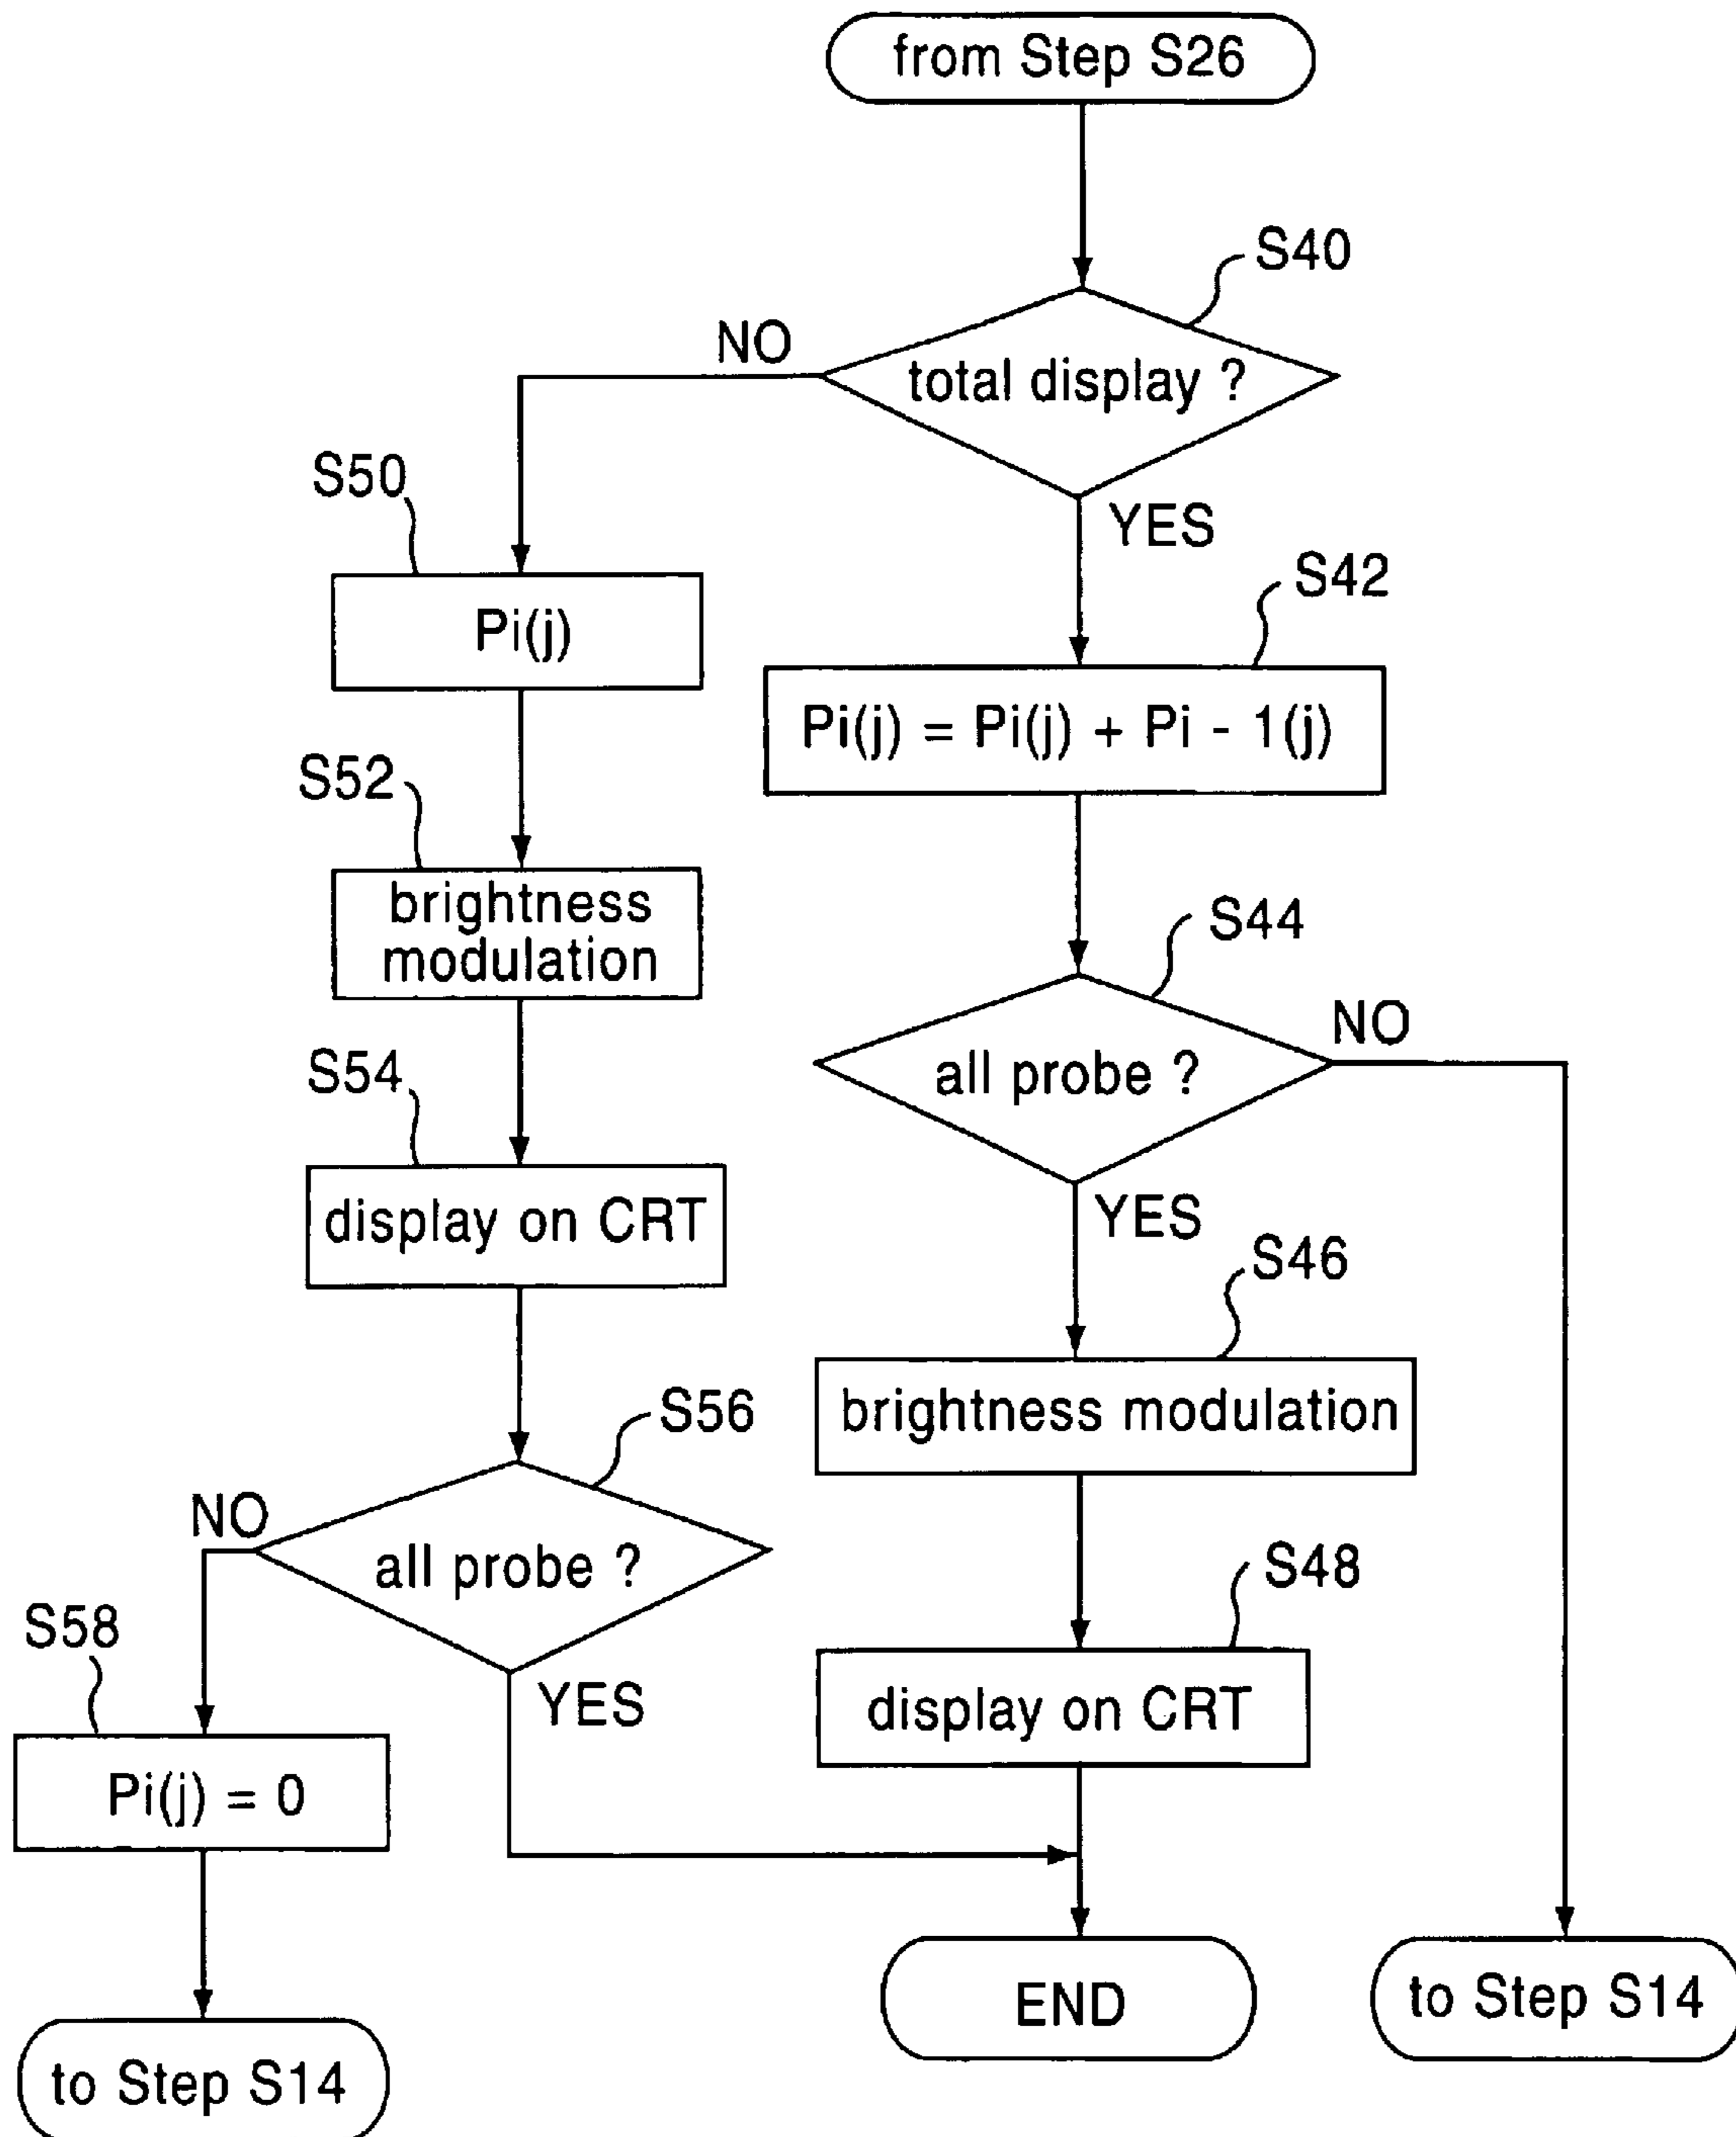 from Step S26
S40
NO
total display ?
YES
S50
Pi(j)
S42
Pi(j) = Pi(j) + Pi - 1(j)
S52
brightness
modulation
S44
all probe ?
NO
YES
S54
display on CRT
S46
brightness modulation
S56
all probe ?
NO
YES
S48
display on CRT
S58
Pi(j) = 0
to Step S14
END
to Step S14